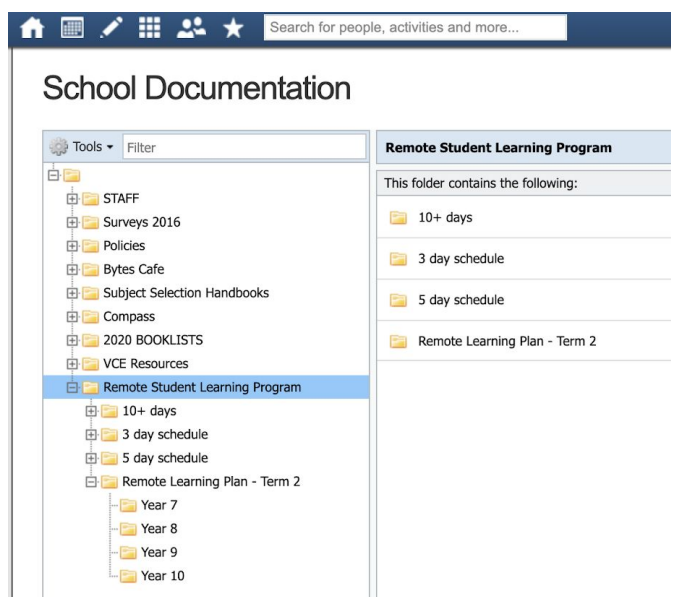 Search for people, activities and more...
School Documentation
Tools
Filter
STAFF
Surveys 2016
Policies
Bytes Cafe
Subject Selection Handbooks
Compass
2020 BOOKLISTS
VCE Resources
Remote Student Learning Program
10+ days
3 day schedule
5 day schedule
Remote Learning Plan - Term 2
Year 7
Year 8
Year 9
Year 10
Remote Student Learning Program
This folder contains the following:
10+ days
3 day schedule
5 day schedule
Remote Learning Plan - Term 2